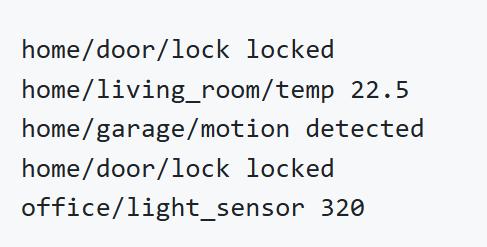 home/door/lock locked
home/living_room/temp 22.5
home/garage/motion detected
home/door/lock locked
office/light_sensor 320